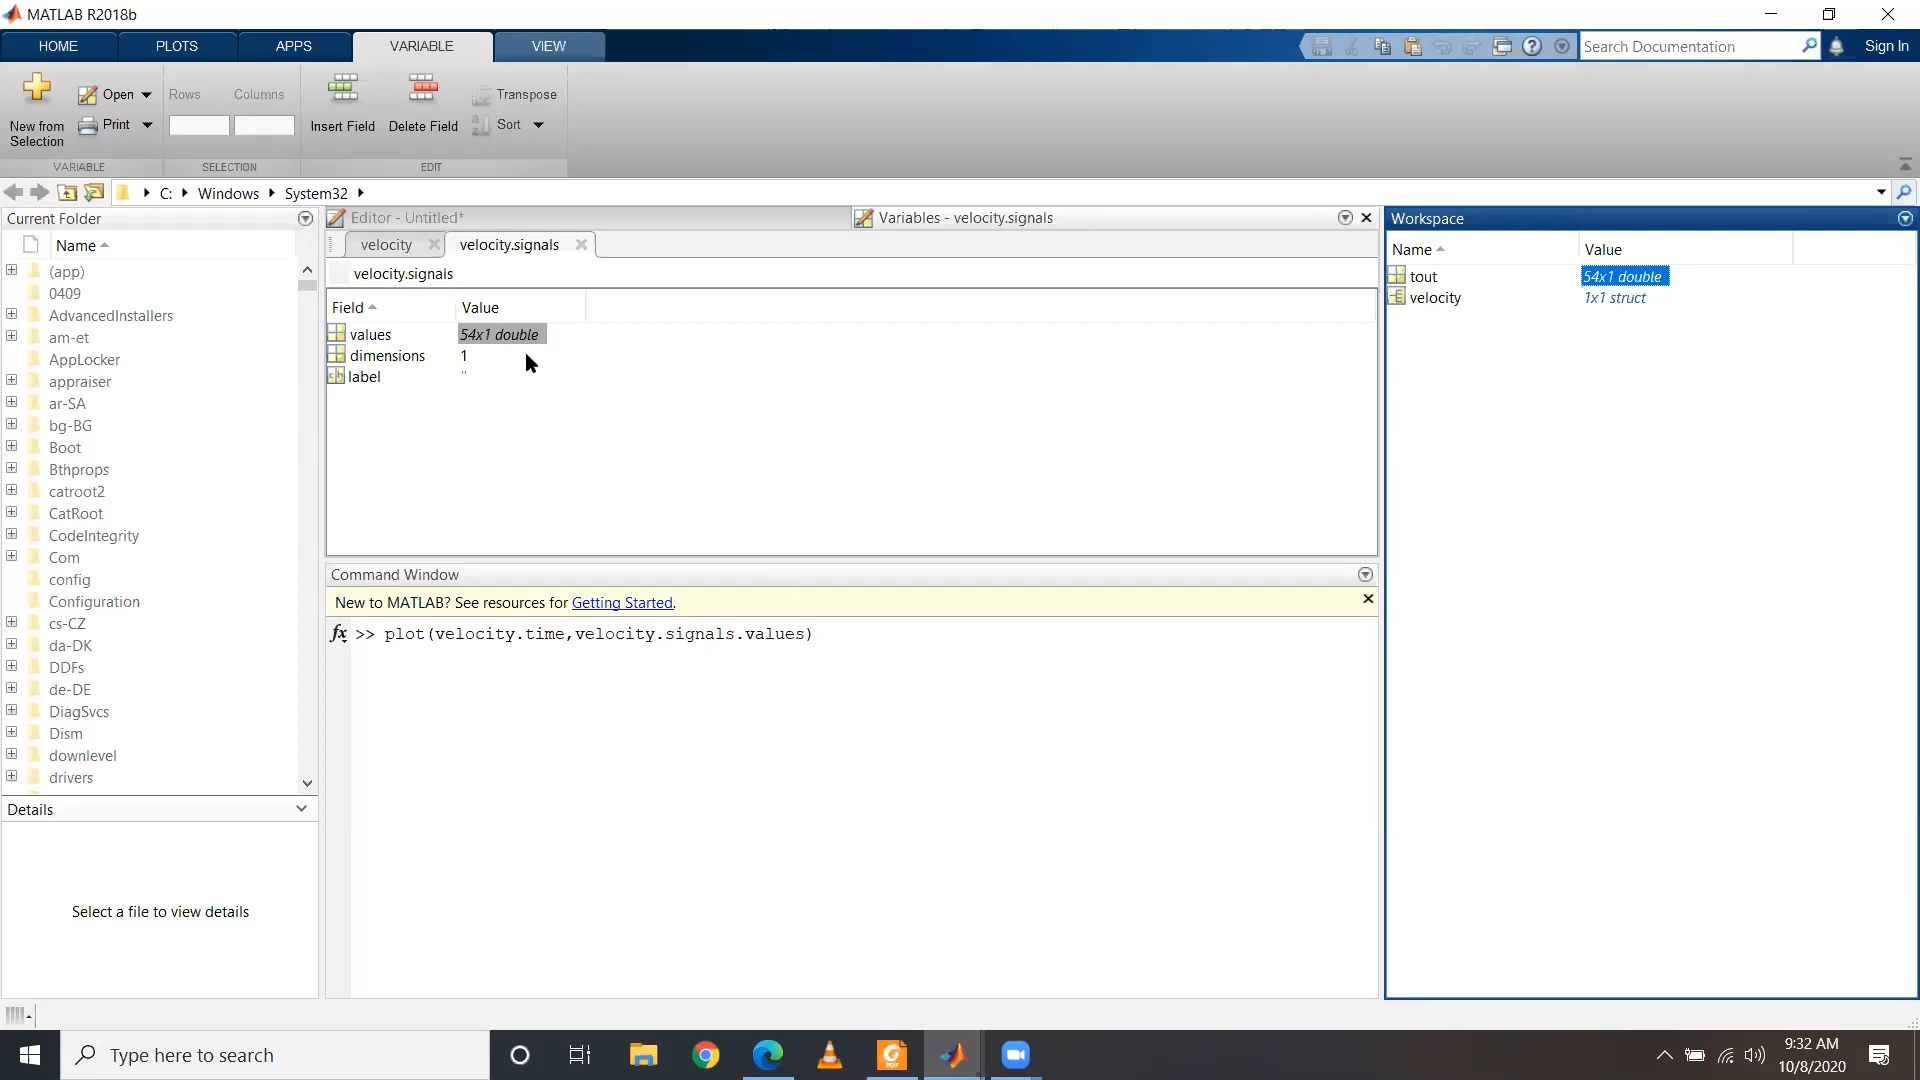 MATLAB R2018b
HOME PLOTS APPS VARIABLE VIEW
Search Documentation Sign In
New from Selection
Open
Print
Rows Columns
Insert Field
Delete Field
Transpose
Sort
VARIABLE SELECTION EDIT
C: Windows System32
Current Folder
Name
(app)
0409
AdvancedInstallers
am-et
AppLocker
appraiser
ar-SA
bg-BG
Boot
Bthprops
catroot2
CatRoot
CodeIntegrity
Com
config
Configuration
cs-CZ
da-DK
DDFs
de-DE
DiagSvcs
Dism
downlevel
drivers
Details
Select a file to view details
Editor - Untitled*
Variables - velocity.signals
velocity velocity.signals
velocity.signals
Field Value
values 54x1 double
dimensions 1
label ''
Command Window
New to MATLAB? See resources for Getting Started.
fx >> plot(velocity.time,velocity.signals.values)
Workspace
Name Value
tout 54x1 double
velocity 1x1 struct
Type here to search
9:32 AM
10/8/2020